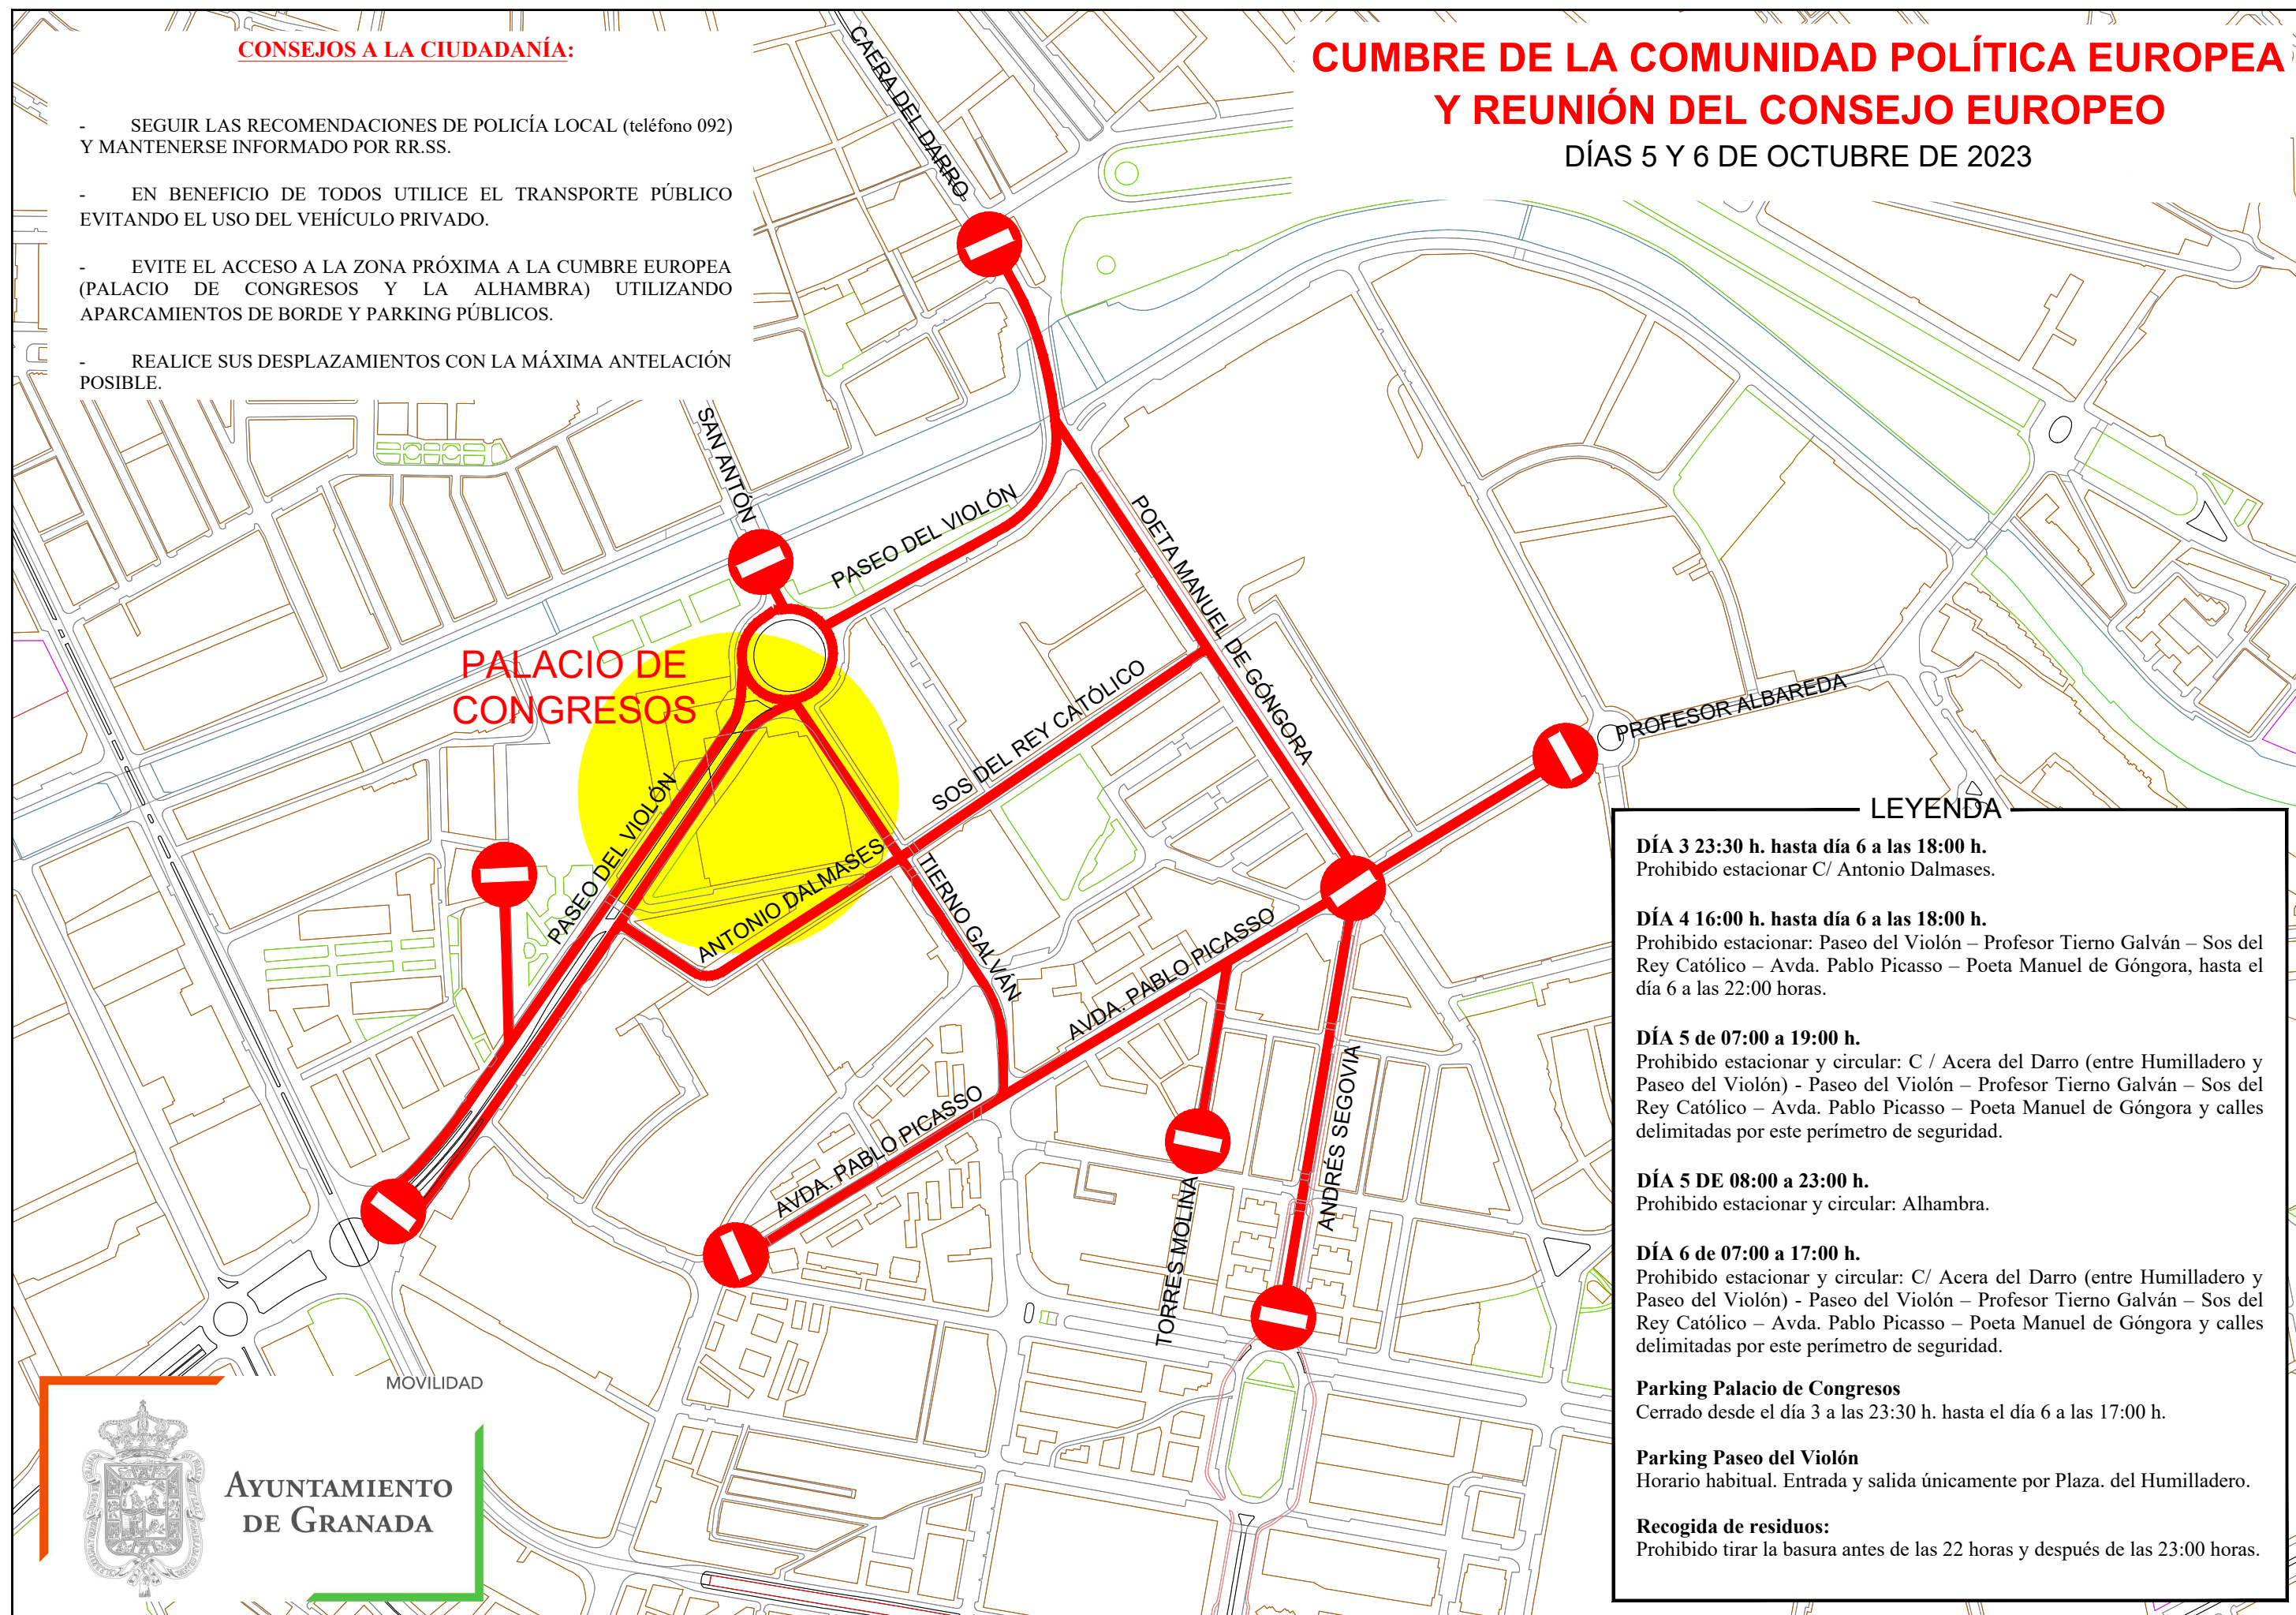 CONSEJOS A LA CIUDADANÍA:
- SEGUIR LAS RECOMENDACIONES DE POLICÍA LOCAL (teléfono 092)
Y MANTENERSE INFORMADO POR RR.SS.
- EN BENEFICIO DE TODOS UTILICE EL TRANSPORTE PÚBLICO
EVITANDO EL USO DEL VEHÍCULO PRIVADO.
- EVITE EL ACCESO A LA ZONA PRÓXIMA A LA CUMBRE EUROPEA
(PALACIO DE CONGRESOS Y LA ALHAMBRA) UTILIZANDO
APARCAMIENTOS DE BORDE Y PARKING PÚBLICOS.
- REALICE SUS DESPLAZAMIENTOS CON LA MÁXIMA ANTELACIÓN
POSIBLE.
CUMBRE DE LA COMUNIDAD POLÍTICA EUROPEA
Y REUNIÓN DEL CONSEJO EUROPEO
DÍAS 5 Y 6 DE OCTUBRE DE 2023
CAERA DEL DARRO
SAN ANTÓN
PASEO DEL VIOLÓN
POETA MANUEL DE GÓNGORA
PALACIO DE
CONGRESOS
SOS DEL REY CATÓLICO
PROFESOR ALBAREDA
PASEO DEL VIOLÓN
ANTONIO DALMASES
TIERNO GALVÁN
AVDA. PABLO PICASSO
AVDA. PABLO PICASSO
TORRES MOLINA
ANDRÉS SEGOVIA
LEYENDA
DÍA 3 23:30 h. hasta día 6 a las 18:00 h.
Prohibido estacionar C/ Antonio Dalmases.
DÍA 4 16:00 h. hasta día 6 a las 18:00 h.
Prohibido estacionar: Paseo del Violón – Profesor Tierno Galván – Sos del
Rey Católico – Avda. Pablo Picasso – Poeta Manuel de Góngora, hasta el
día 6 a las 22:00 horas.
DÍA 5 de 07:00 a 19:00 h.
Prohibido estacionar y circular: C / Acera del Darro (entre Humilladero y
Paseo del Violón) - Paseo del Violón – Profesor Tierno Galván – Sos del
Rey Católico – Avda. Pablo Picasso – Poeta Manuel de Góngora y calles
delimitadas por este perímetro de seguridad.
DÍA 5 DE 08:00 a 23:00 h.
Prohibido estacionar y circular: Alhambra.
DÍA 6 de 07:00 a 17:00 h.
Prohibido estacionar y circular: C/ Acera del Darro (entre Humilladero y
Paseo del Violón) - Paseo del Violón – Profesor Tierno Galván – Sos del
Rey Católico – Avda. Pablo Picasso – Poeta Manuel de Góngora y calles
delimitadas por este perímetro de seguridad.
Parking Palacio de Congresos
Cerrado desde el día 3 a las 23:30 h. hasta el día 6 a las 17:00 h.
Parking Paseo del Violón
Horario habitual. Entrada y salida únicamente por Plaza. del Humilladero.
Recogida de residuos:
Prohibido tirar la basura antes de las 22 horas y después de las 23:00 horas.
MOVILIDAD
AYUNTAMIENTO
DE GRANADA